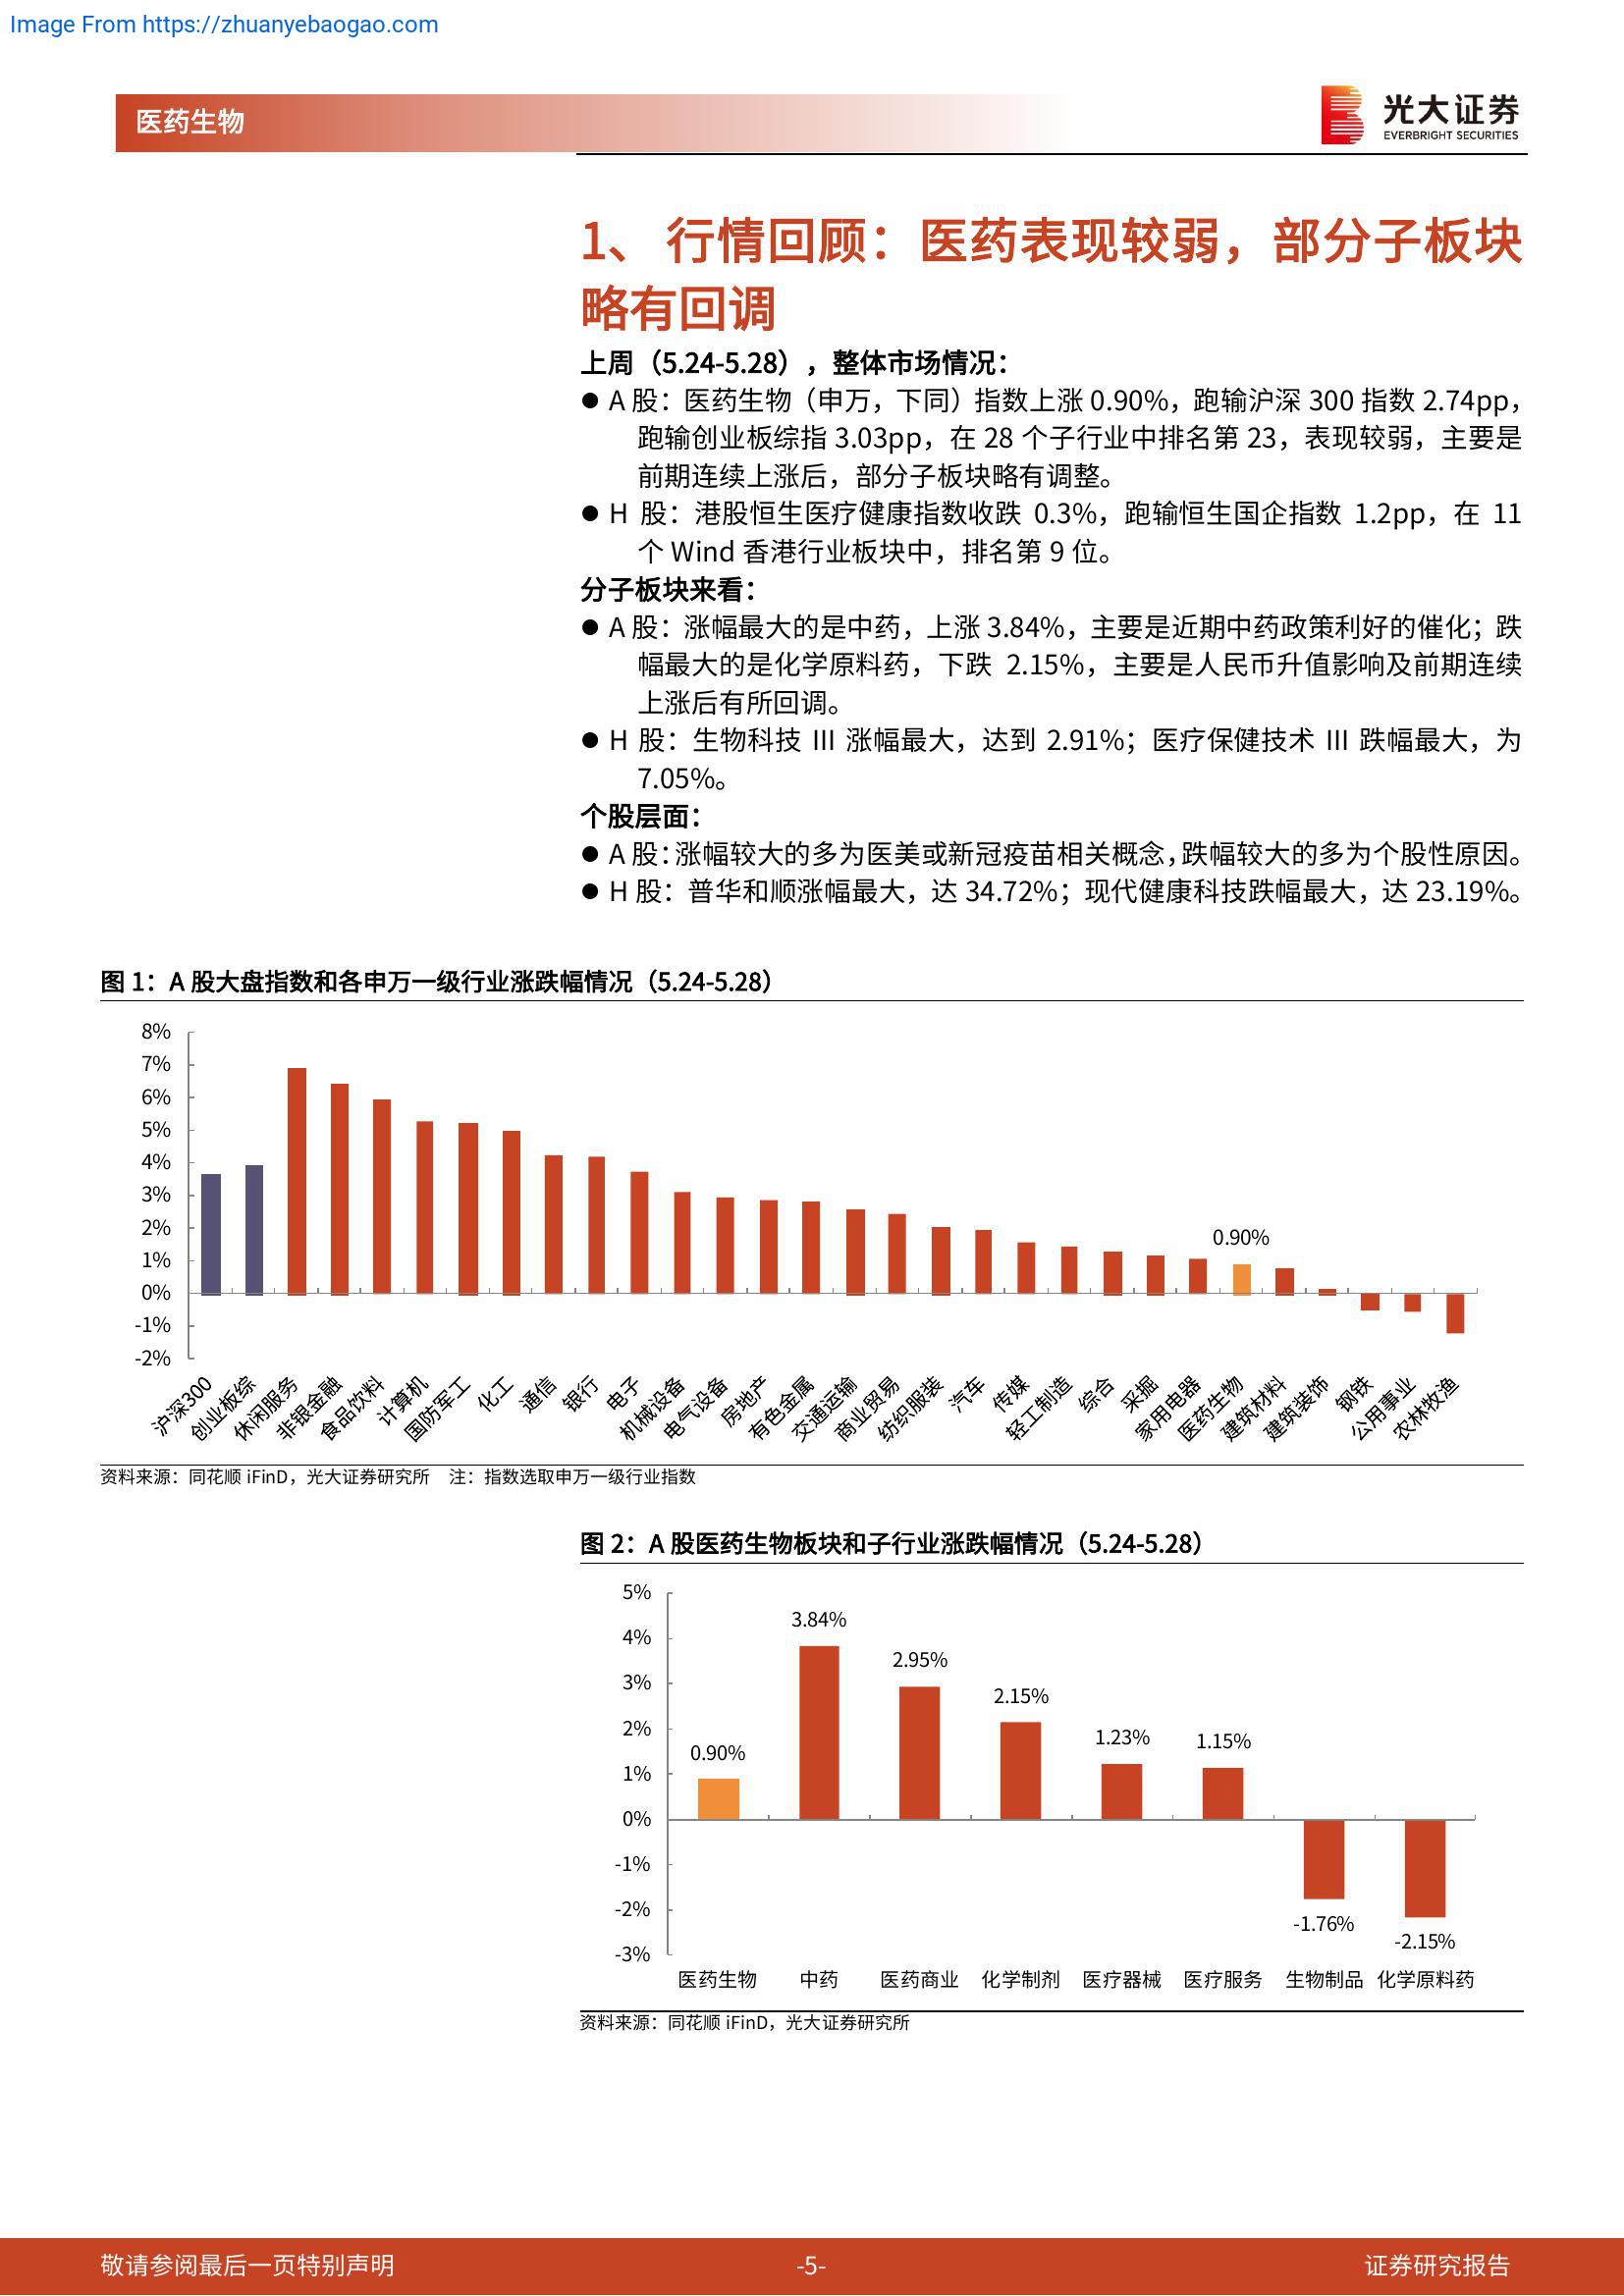 Image From https://zhuanyebaogao.com
医药生物
光大证券
EVERBRIGHT SECURITIES
1、 行情回顾：医药表现较弱，部分子板块
略有回调
上周（5.24-5.28），整体市场情况：
● A 股：医药生物（申万，下同）指数上涨 0.90%，跑输沪深 300 指数 2.74pp，
跑输创业板综指 3.03pp，在 28 个子行业中排名第 23，表现较弱，主要是
前期连续上涨后，部分子板块略有调整。
● H 股：港股恒生医疗健康指数收跌 0.3%，跑输恒生国企指数 1.2pp，在 11
个 Wind 香港行业板块中，排名第 9 位。
分子板块来看：
● A 股：涨幅最大的是中药，上涨 3.84%，主要是近期中药政策利好的催化；跌
幅最大的是化学原料药，下跌 2.15%，主要是人民币升值影响及前期连续
上涨后有所回调。
● H 股：生物科技 III 涨幅最大，达到 2.91%；医疗保健技术 III 跌幅最大，为
7.05%。
个股层面：
● A 股：涨幅较大的多为医美或新冠疫苗相关概念，跌幅较大的多为个股性原因。
● H 股：普华和顺涨幅最大，达 34.72%；现代健康科技跌幅最大，达 23.19%。
图 1：A 股大盘指数和各申万一级行业涨跌幅情况（5.24-5.28）
8%
7%
6%
5%
4%
3%
2%
1%
0%
-1%
-2%
0.90%
沪深300
创业板综
休闲服务
非银金融
食品饮料
计算机
国防军工
化工
通信
银行
电子
机械设备
电气设备
房地产
有色金属
交通运输
商业贸易
纺织服装
汽车
传媒
轻工制造
综合
采掘
家用电器
医药生物
建筑材料
建筑装饰
钢铁
公用事业
农林牧渔
资料来源：同花顺 iFinD，光大证券研究所 注：指数选取申万一级行业指数
图 2：A 股医药生物板块和子行业涨跌幅情况（5.24-5.28）
5%
4%
3%
2%
1%
0%
-1%
-2%
-3%
0.90%
3.84%
2.95%
2.15%
1.23%
1.15%
-1.76%
-2.15%
医药生物 中药 医药商业 化学制剂 医疗器械 医疗服务 生物制品 化学原料药
资料来源：同花顺 iFinD，光大证券研究所
敬请参阅最后一页特别声明 -5- 证券研究报告